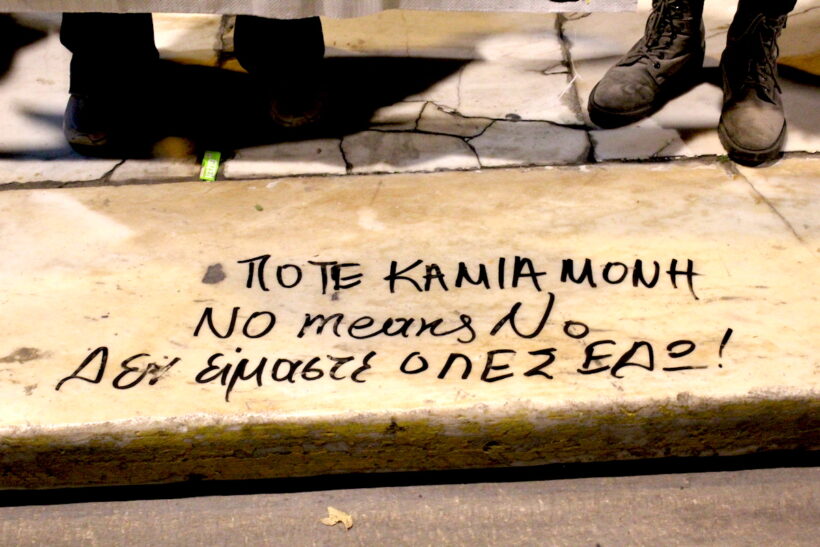 ΠΟΤΕ ΚΑΜΙΑ ΜΟΝΗ
NO means No
Δεν είμαστε ΟΛΕΣ ΕΔΩ!